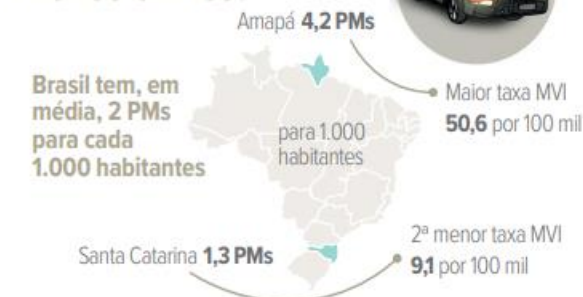 Amapá 4,2 PMs
Brasil tem, em
média, 2 PMs
para cada
1.000 habitantes
para 1.000
habitantes
Maior taxa MVI
50,6 por 100 mil
Santa Catarina 1,3 PMs
2ª menor taxa MVI
9,1 por 100 mil